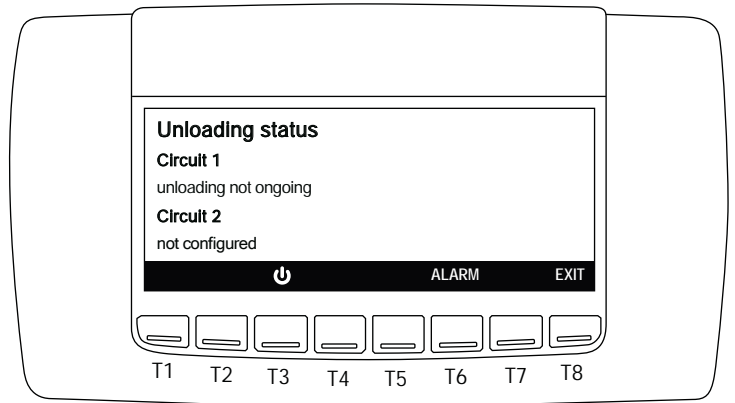 Unloading status
Circuit 1
unloading not ongoing
Circuit 2
not configured
ALARM EXIT
T1 T2 T3 T4 T5 T6 T7 T8